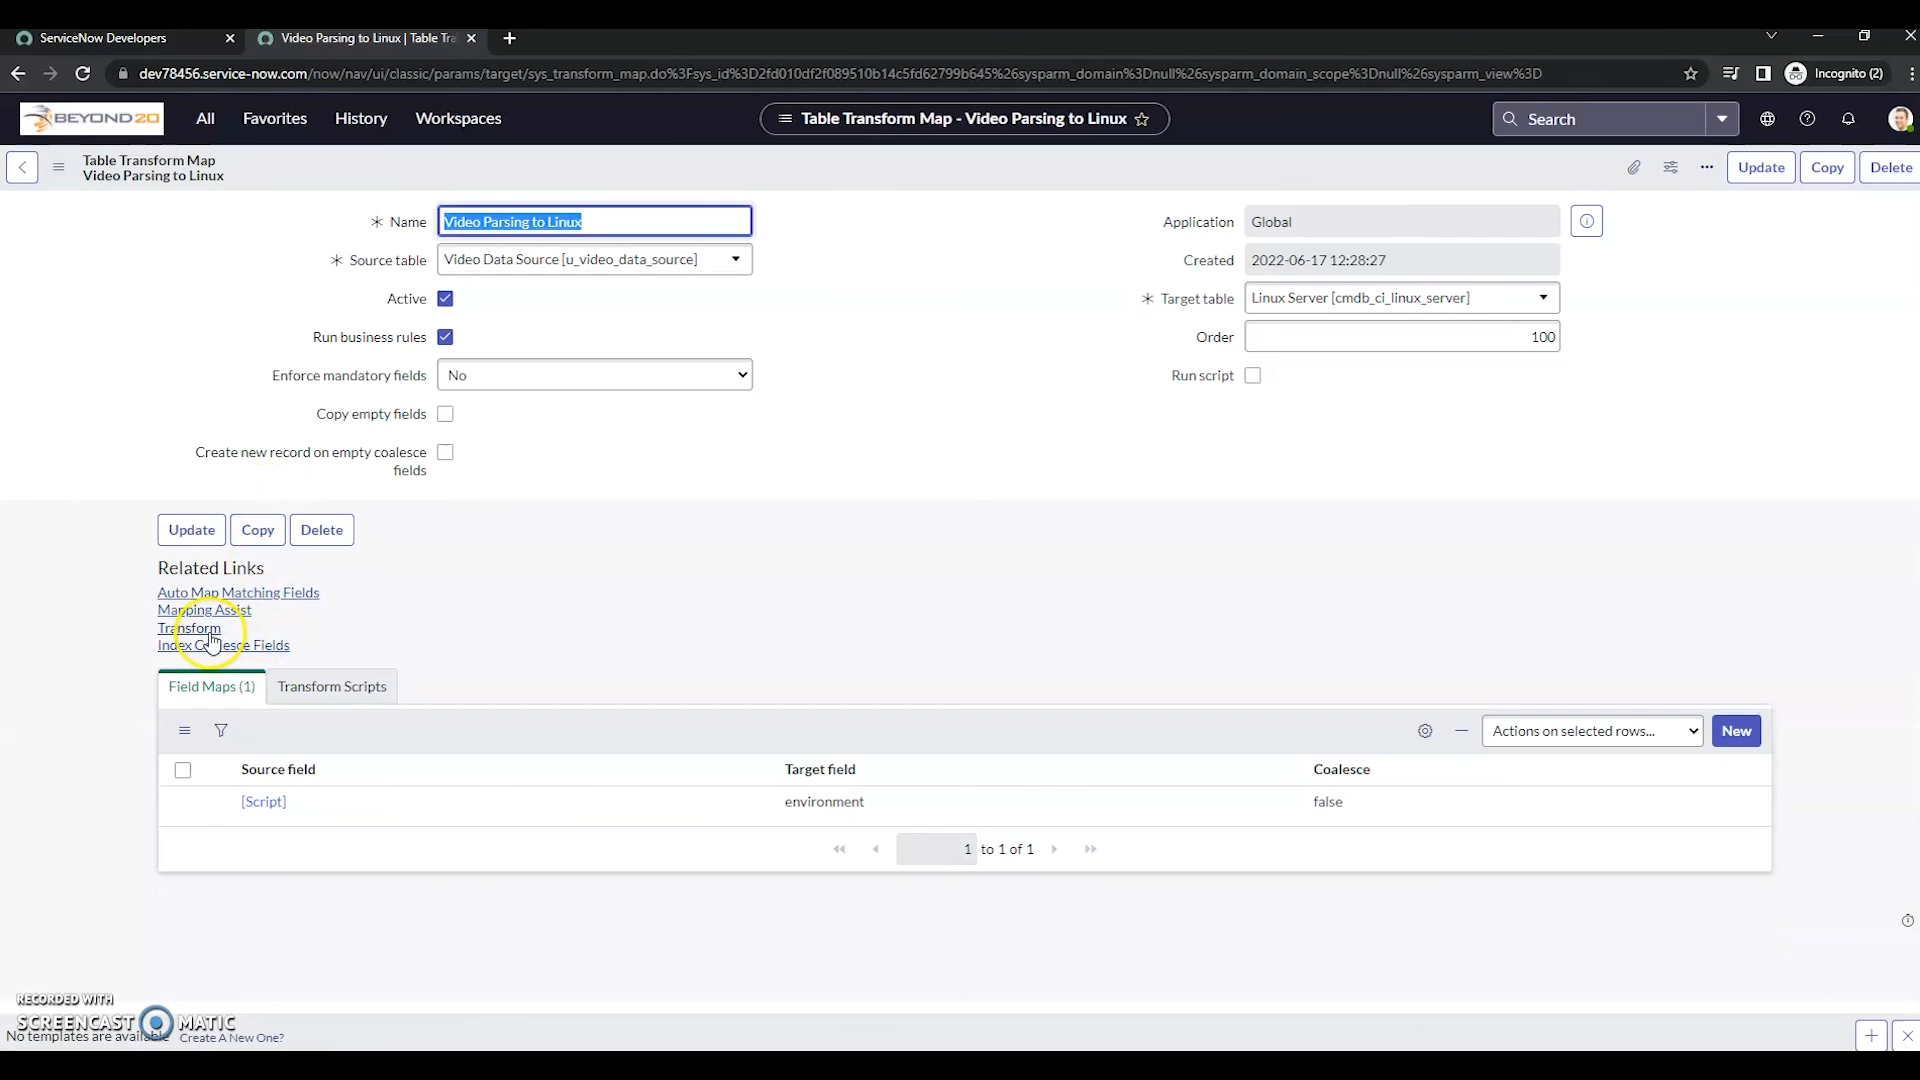 ServiceNow Developers
Video Parsing to Linux | Table Tra
dev78456.service-now.com/now/nav/ui/classic/params/target/sys_transform_map.do%3Fsys_id%3D2fd010df2f089510b14c5fd62799b645%26sysparm_domain%3Dnull%26sysparm_domain_scope%3Dnull%26sysparm_view%3D
Incognito (2)
BEYOND20
All
Favorites
History
Workspaces
Table Transform Map - Video Parsing to Linux
Search
Table Transform Map
Video Parsing to Linux
Update
Copy
Delete
Name
Video Parsing to Linux
Application
Global
Source table
Video Data Source [u_video_data_source]
Created
2022-06-17 12:28:27
Active
Target table
Linux Server [cmdb_ci_linux_server]
Run business rules
Order
100
Enforce mandatory fields
No
Run script
Copy empty fields
Create new record on empty coalesce
fields
Update
Copy
Delete
Related Links
Auto Map Matching Fields
Mapping Assist
Transform
Index Coalesce Fields
Field Maps (1)
Transform Scripts
Actions on selected rows...
New
Source field
Target field
Coalesce
[Script]
environment
false
1 to 1 of 1
RECORDED WITH
SCREENCAST MATIC
No templates are available
Create A New One?